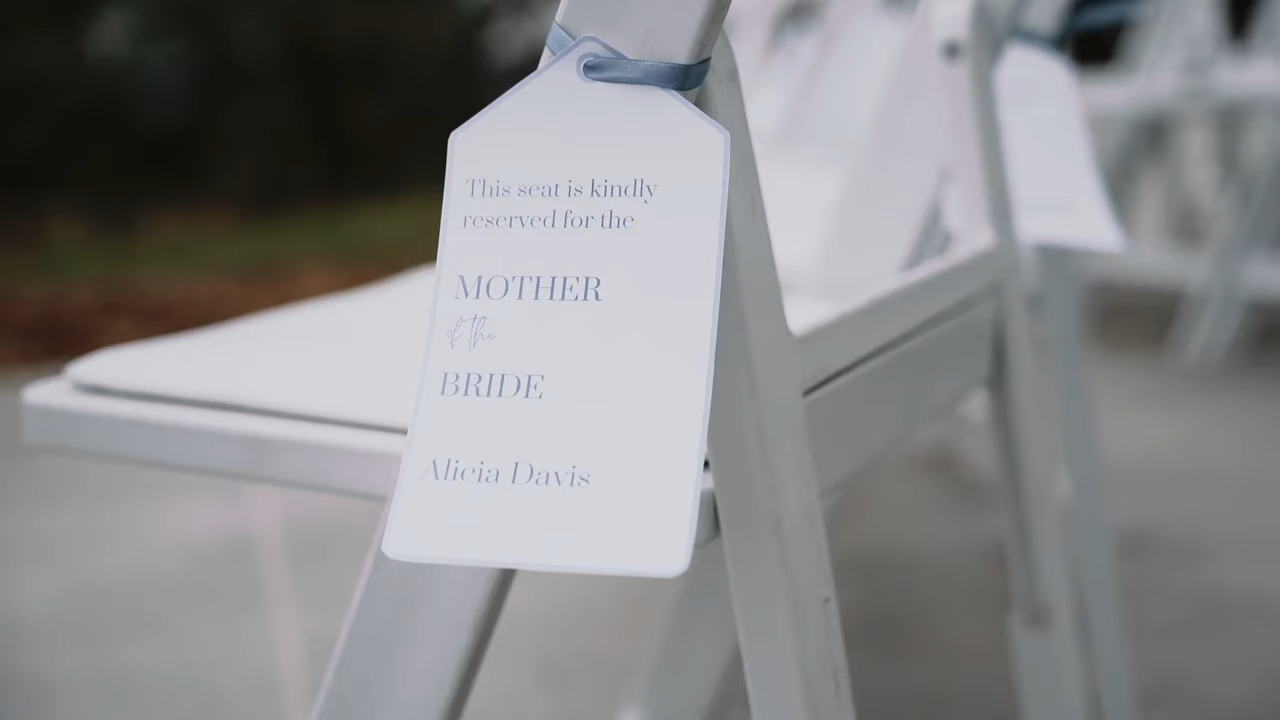 This seat is kindly
reserved for the
MOTHER
of the
BRIDE
Alicia Davis